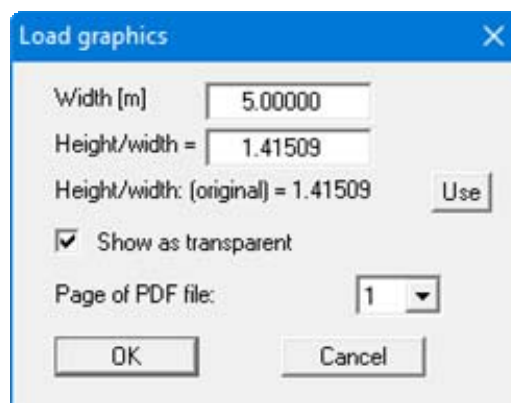 Load graphics
Width [m] 5.00000
Height/width = 1.41509
Height/width: (original) = 1.41509 Use
Show as transparent
Page of PDF file: 1
OK Cancel